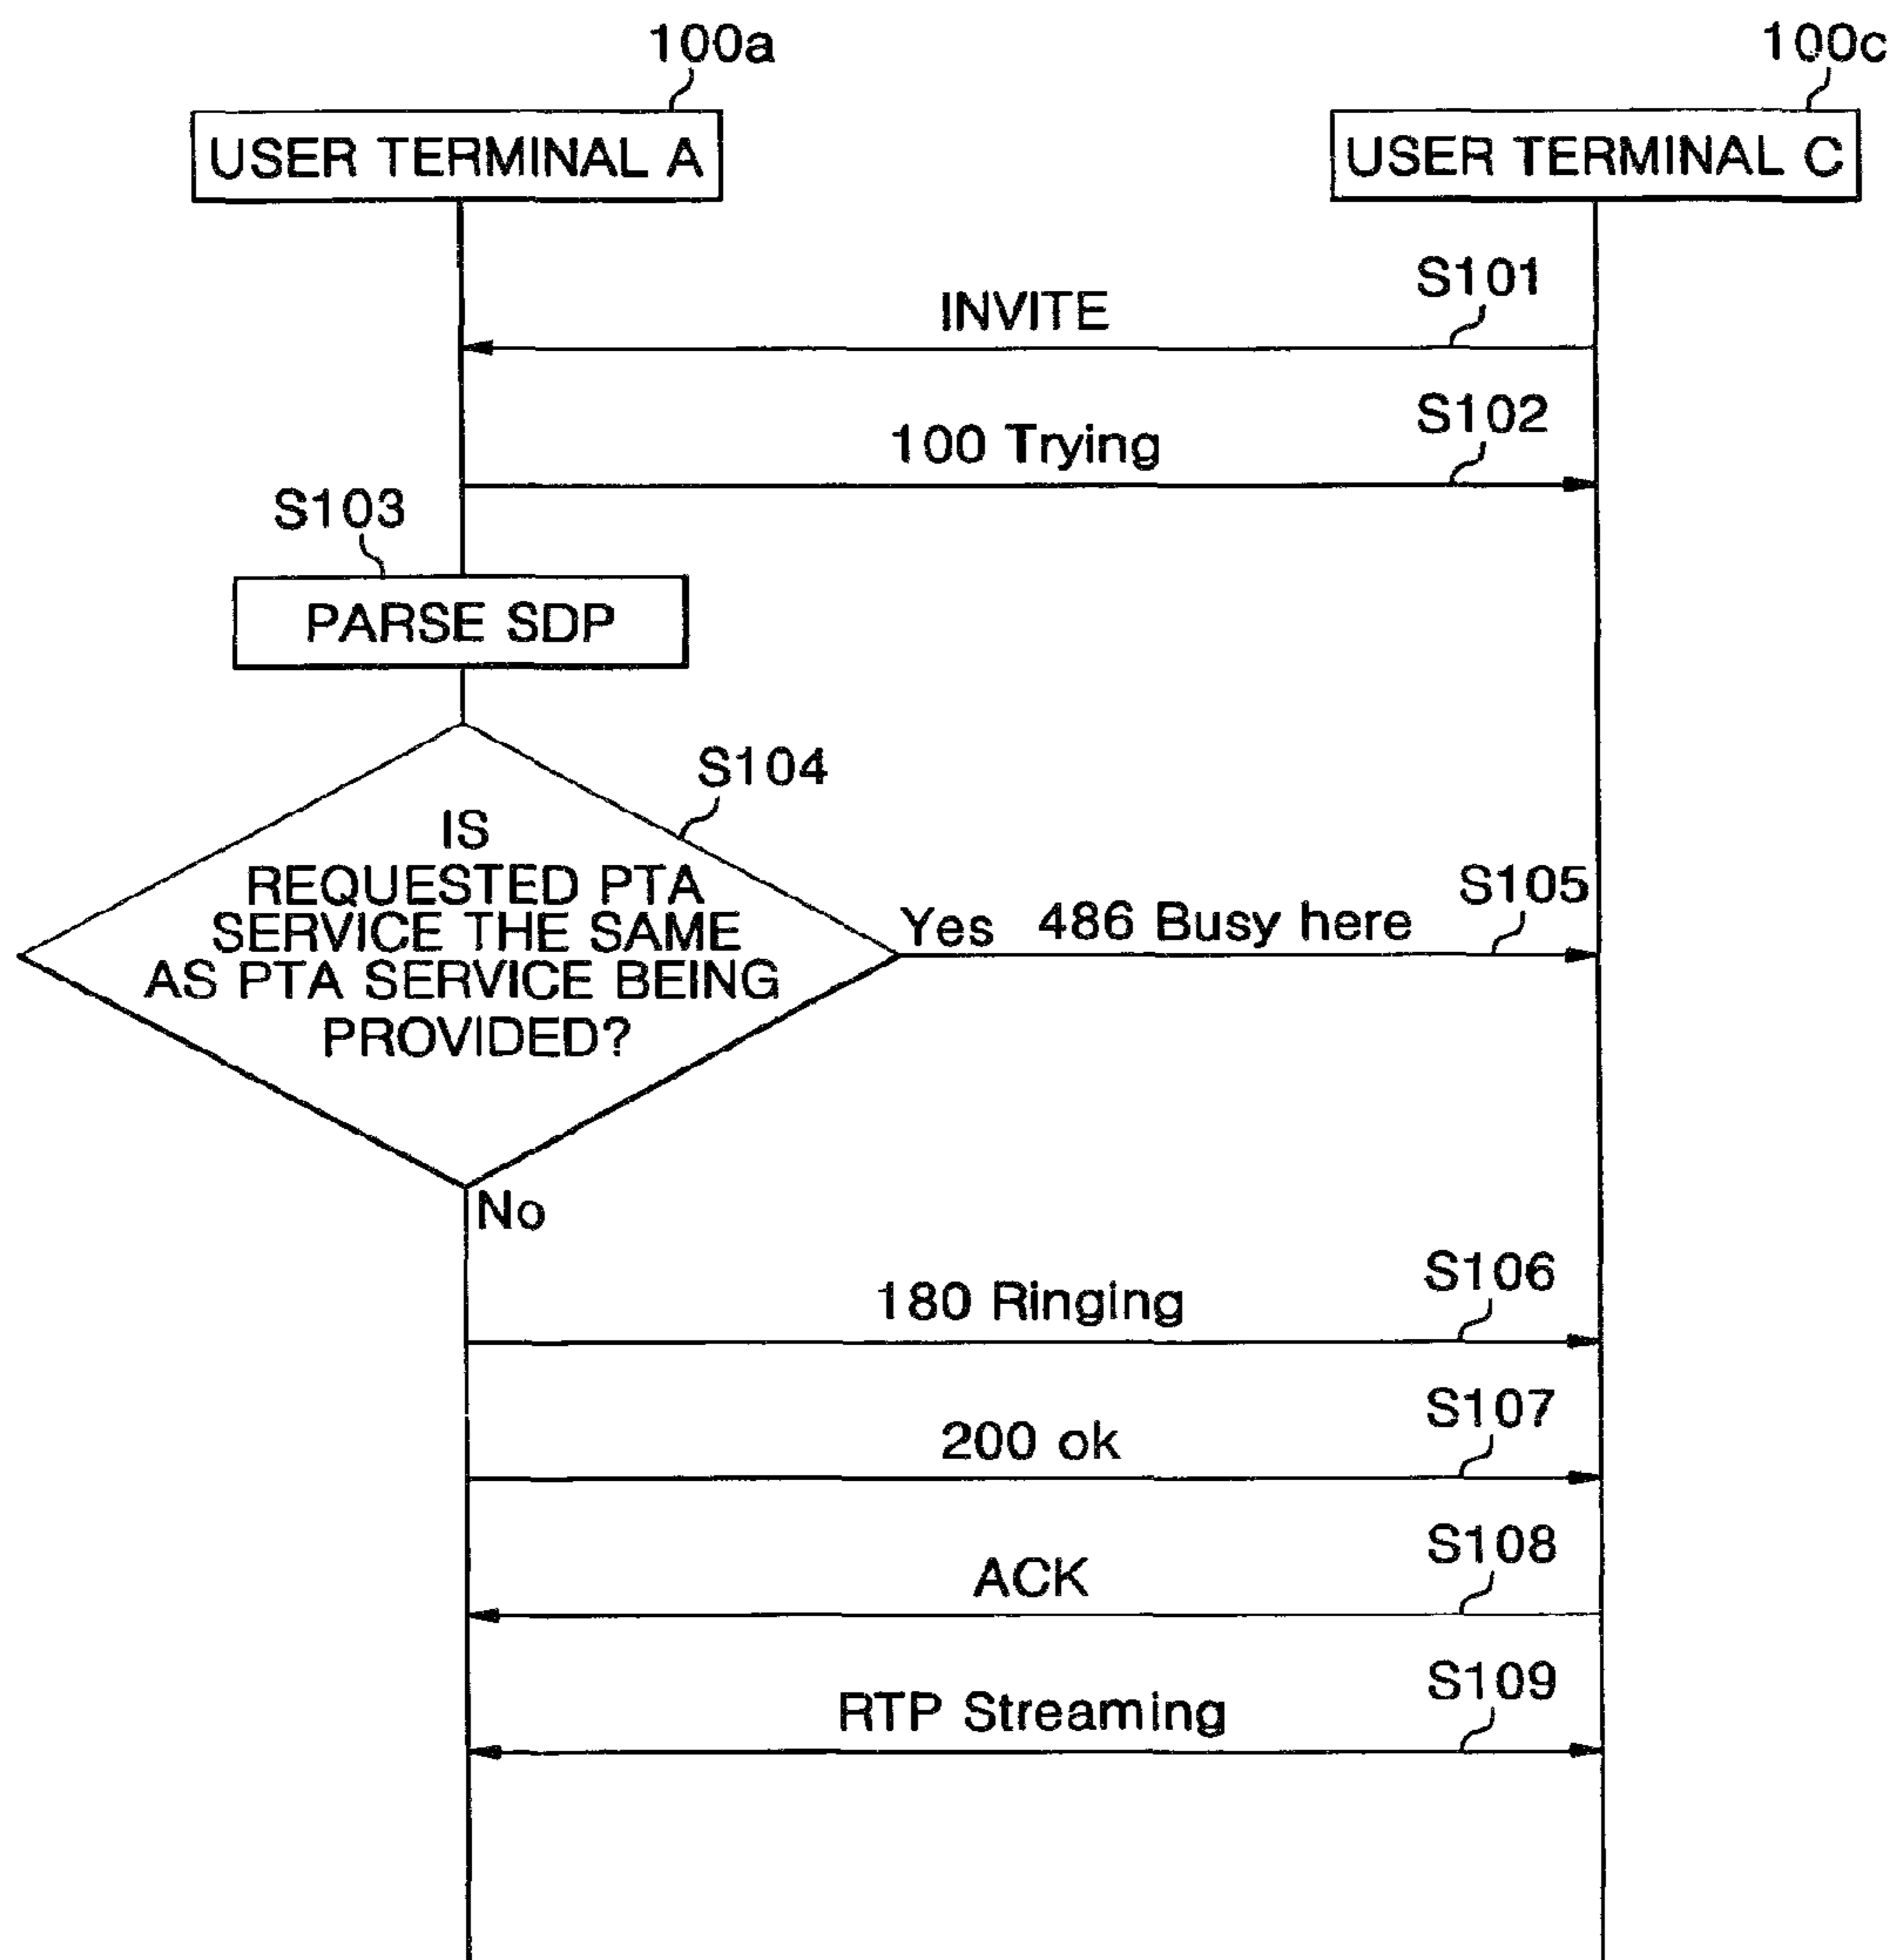 100a
100c
USER TERMINAL A
USER TERMINAL C
S101
INVITE
S102
100 Trying
S103
PARSE SDP
S104
IS
REQUESTED PTA
SERVICE THE SAME
AS PTA SERVICE BEING
PROVIDED?
S105
Yes 486 Busy here
No
S106
180 Ringing
S107
200 ok
S108
ACK
S109
RTP Streaming